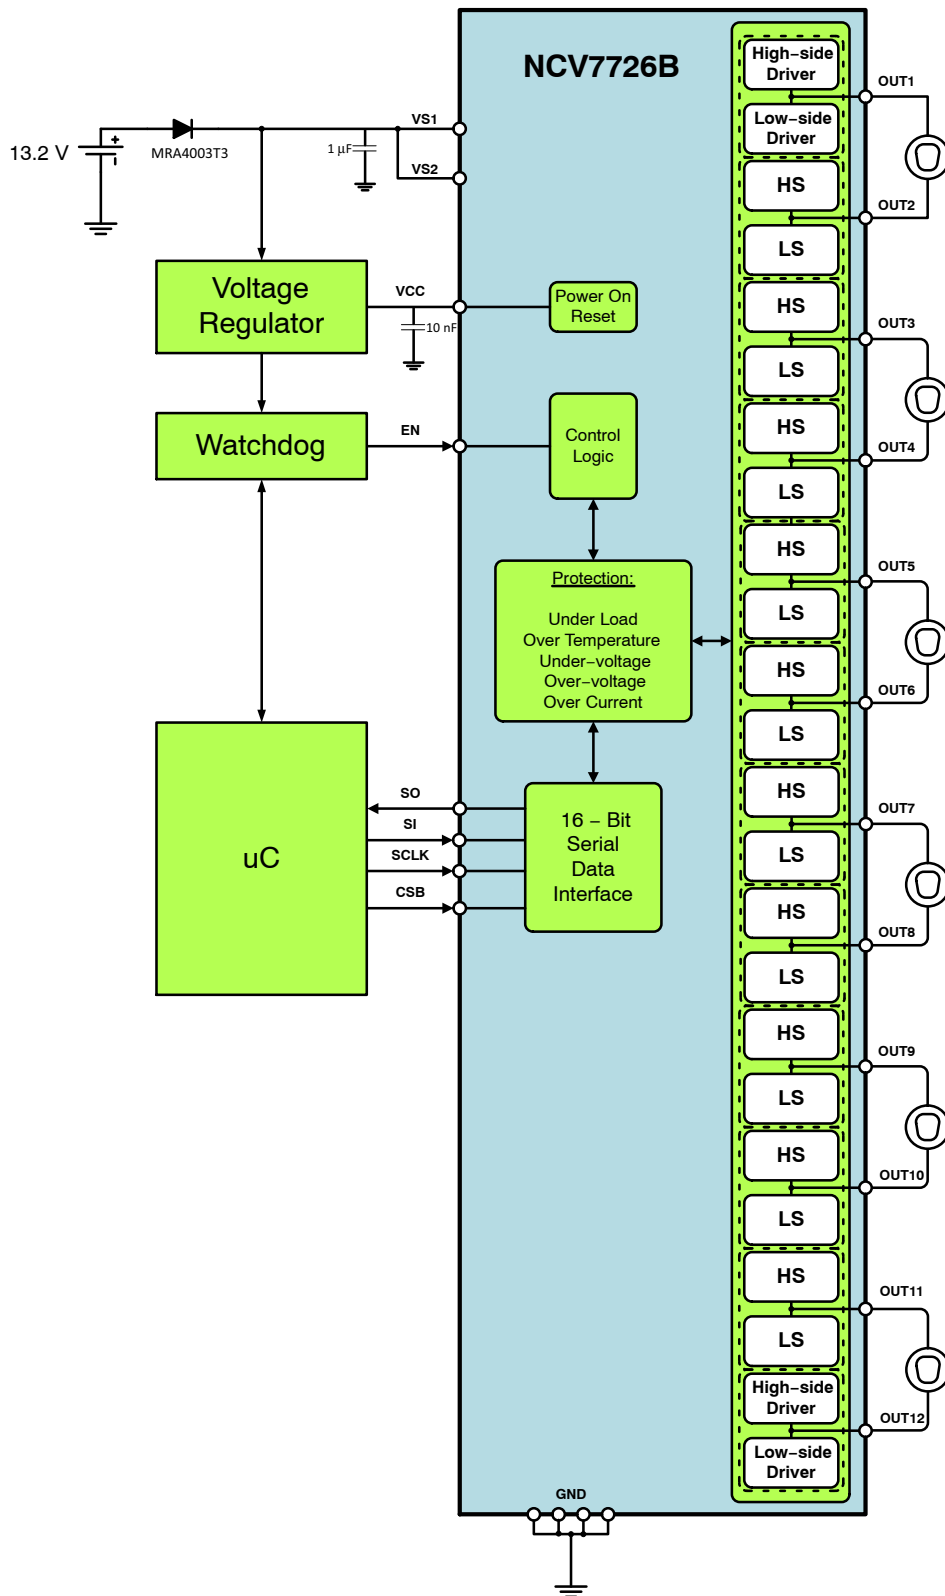 NCV7726B
High−side
Driver
OUT1
Low−side
Driver
VS1
13.2 V
MRA4003T3
1 µF
VS2
HS
OUT2
LS
Voltage
Regulator
VCC
10 nF
Power On
Reset
HS
OUT3
LS
Watchdog
EN
Control
Logic
HS
OUT4
LS
Protection:
Under Load
Over Temperature
Under−voltage
Over−voltage
Over Current
HS
OUT5
LS
HS
OUT6
LS
uC
SO
SI
SCLK
CSB
16 − Bit
Serial
Data
Interface
HS
OUT7
LS
HS
OUT8
LS
HS
OUT9
LS
HS
OUT10
LS
HS
OUT11
LS
High−side
Driver
OUT12
Low−side
Driver
GND